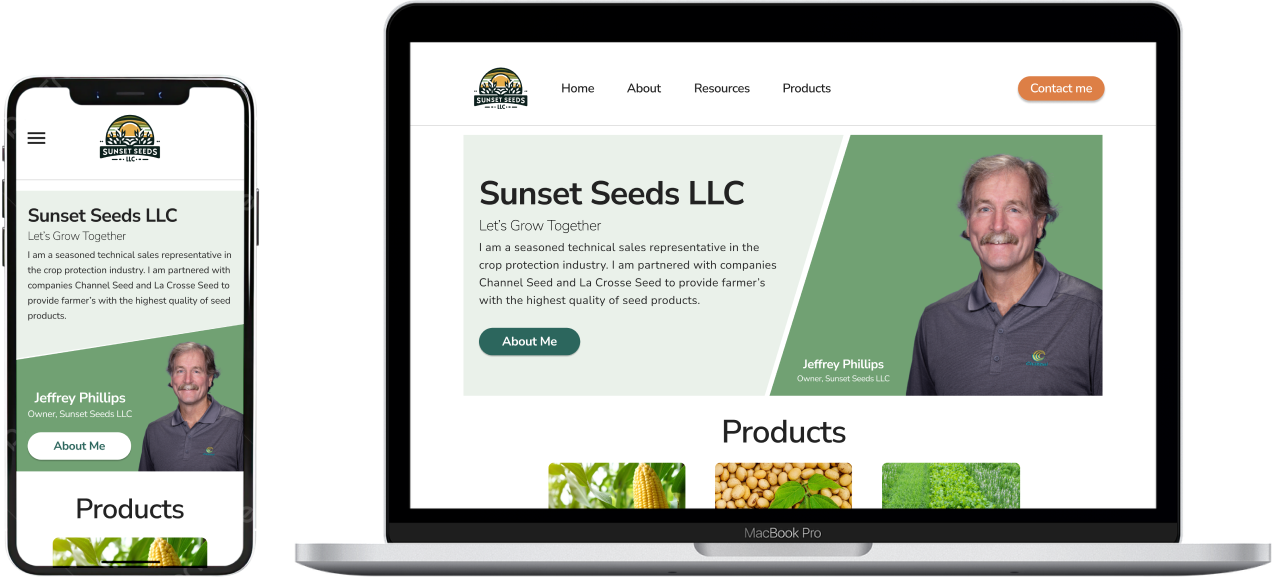 SUNSET SEEDS
LLC
Sunset Seeds LLC
Let's Grow Together
I am a seasoned technical sales representative in
the crop protection industry. I am partnered with
companies Channel Seed and La Crosse Seed to
provide farmer's with the highest quality of seed
products.
Jeffrey Phillips
Owner, Sunset Seeds LLC
About Me
Products
SUNSET SEEDS
LLC
Home About Resources Products Contact me
Sunset Seeds LLC
Let's Grow Together
I am a seasoned technical sales representative in the
crop protection industry. I am partnered with companies
Channel Seed and La Crosse Seed to provide farmer's
with the highest quality of seed products.
About Me
Jeffrey Phillips
Owner, Sunset Seeds LLC
Products
MacBook Pro